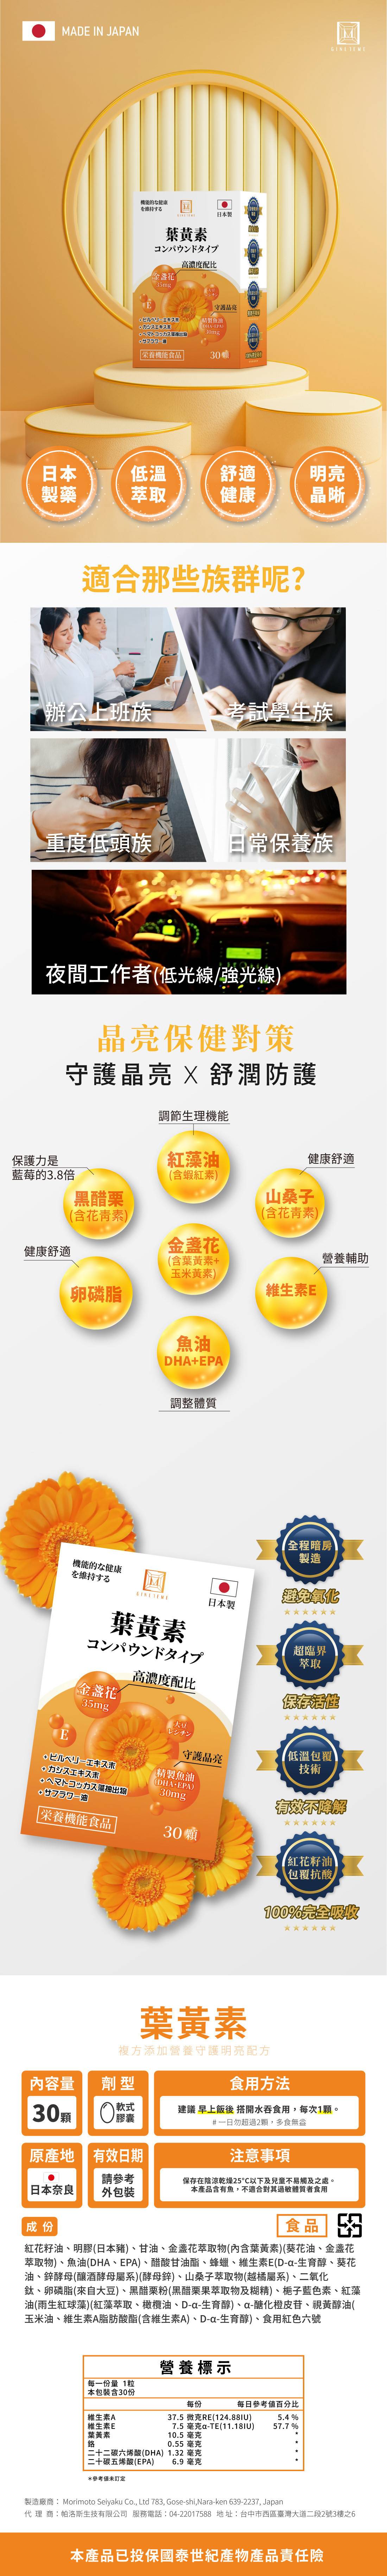 MADE IN JAPAN
機能的な健康
を維持する
日本製
葉黃素
コンパウンドタイプ
高濃度配比
金盞花
35mg
守護晶亮
E
精製魚油
(DHA+EPA)
30mg
+ビルベリーエキス末
+カシスエキス末
+ヘマトコッカス藻抽出物
+サフラワー油
栄養機能食品
30顆
日本
製藥
低溫
萃取
舒適
健康
明亮
晶晰
適合那些族群呢?
辦公上班族
考試學生族
重度低頭族
日常保養族
夜間工作者(低光線/強光線)
晶亮保健對策
守護晶亮 X 舒潤防護
調節生理機能
紅藻油
(含蝦紅素)
保護力是
藍莓的3.8倍
黑醋栗
(含花青素)
健康舒適
山桑子
(含花青素)
金盞花
(含葉黃素+
玉米黃素)
健康舒適
卵磷脂
營養輔助
維生素E
魚油
DHA+EPA
調整體質
機能的な健康
を維持する
日本製
葉黃素
コンパウンドタイプ
高濃度配比
金盞花
35mg
大豆
レシチン
E
守護晶亮
精製魚油
(DHA+EPA)
30mg
+ビルベリーエキス末
+カシスエキス末
+ヘマトコッカス藻抽出物
+サフラワー油
栄養機能食品
30顆
全程暗房
製造
避免氧化
超臨界
萃取
保存活性
低溫包覆
技術
有效不降解
紅花籽油
包覆抗酸
100%完全吸收
葉黃素
複方添加營養守護明亮配方
內容量
30顆
劑 型
軟式
膠囊
食用方法
建議 早上飯後 搭開水吞食用，每次1顆。
#一日勿超過2顆，多食無益
原產地
日本奈良
有效日期
請參考
外包裝
注意事項
保存在陰涼乾燥25°C以下及兒童不易觸及之處。
本產品含有魚，不適合對其過敏體質者食用
成 份
食品
紅花籽油、明膠(日本豬)、甘油、金盞花萃取物(內含葉黃素)(葵花油、金盞花
萃取物)、魚油(DHA、EPA)、醋酸甘油酯、蜂蠟、維生素E(D-α-生育醇、葵花
油、鋅酵母(釀酒酵母屬系)(酵母鋅)、山桑子萃取物(越橘屬系)、二氧化
鈦、卵磷脂(來自大豆)、黑醋栗粉(黑醋栗果萃取物及糊精)、梔子藍色素、紅藻
油(雨生紅球藻)(紅藻萃取、橄欖油、D-α-生育醇)、α-醣化橙皮苷、視黃醇油(
玉米油、維生素A脂肪酸酯(含維生素A)、D-α-生育醇)、食用紅色六號
營養標示
每一份量 1粒
本包裝含30份
每份 每日參考值百分比
維生素A 37.5 微克RE(124.88IU) 5.4 %
維生素E 7.5 毫克α-TE(11.18IU) 57.7 %
葉黃素 10.5 毫克 *
鉻 0.55 毫克 *
二十二碳六烯酸(DHA) 1.32 毫克 *
二十碳五烯酸(EPA) 6.9 毫克 *
*參考值未訂定
製造廠商： Morimoto Seiyaku Co., Ltd 783, Gose-shi,Nara-ken 639-2237, Japan
代 理 商：帕洛斯生技有限公司 服務電話：04-22017588 地 址：台中市西區臺灣大道二段2號3樓之6
本產品已投保國泰世紀產物產品責任險